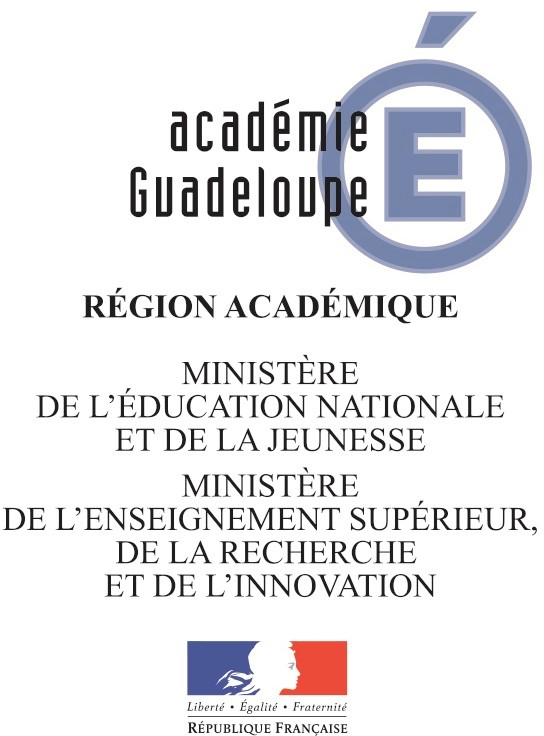 académie
Guadeloupe
É
RÉGION ACADÉMIQUE
MINISTÈRE
DE L'ÉDUCATION NATIONALE
ET DE LA JEUNESSE
MINISTÈRE
DE L'ENSEIGNEMENT SUPÉRIEUR,
DE LA RECHERCHE
ET DE L'INNOVATION
Liberté • Égalité • Fraternité
RÉPUBLIQUE FRANÇAISE